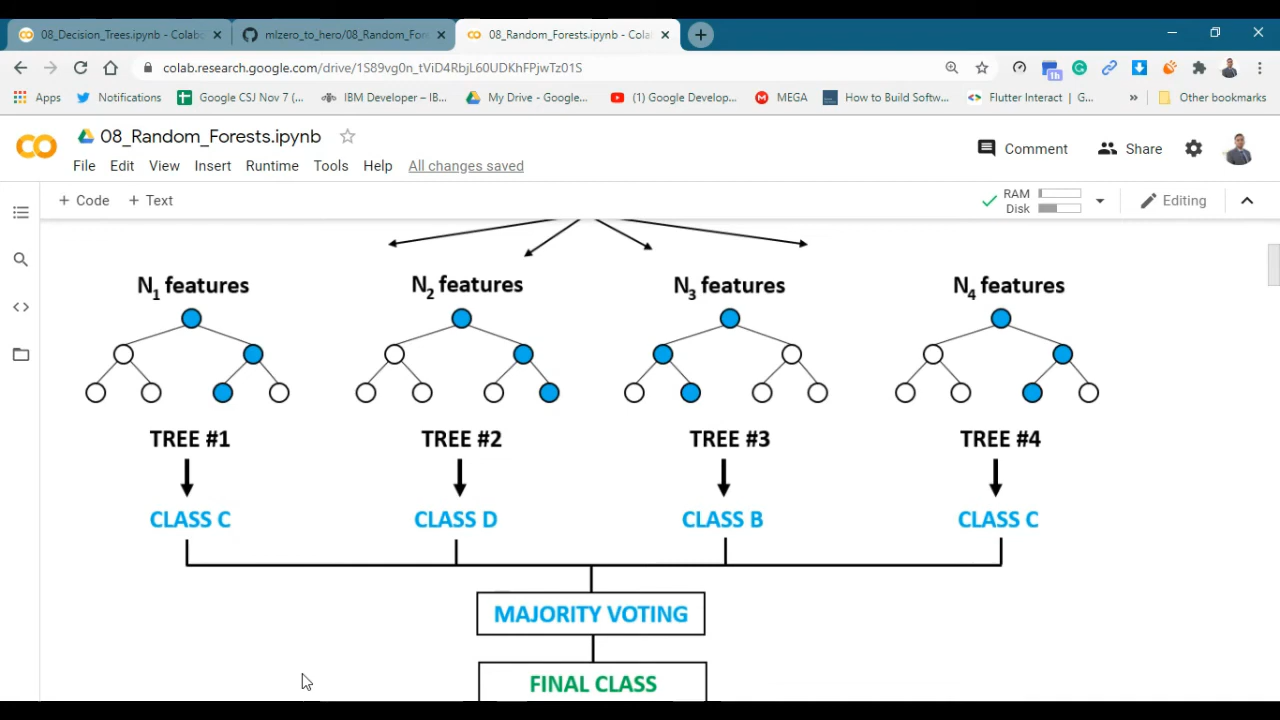 08_Decision_Trees.ipynb - Colab
mlzero_to_hero/08_Random_For
08_Random_Forests.ipynb - Cola
colab.research.google.com/drive/1S89vg0n_tViD4RbjL60UDKhFPjwTz01S
1h
Apps
Notifications
Google CSJ Nov 7 (...
IBM Developer – IB...
My Drive - Google...
(1) Google Develop...
MEGA
How to Build Softw...
Flutter Interact | G...
»
Other bookmarks
08_Random_Forests.ipynb
Comment
Share
File Edit View Insert Runtime Tools Help All changes saved
+ Code + Text
RAM
Disk
Editing
N1 features N2 features N3 features N4 features
TREE #1 TREE #2 TREE #3 TREE #4
CLASS C CLASS D CLASS B CLASS C
MAJORITY VOTING
FINAL CLASS